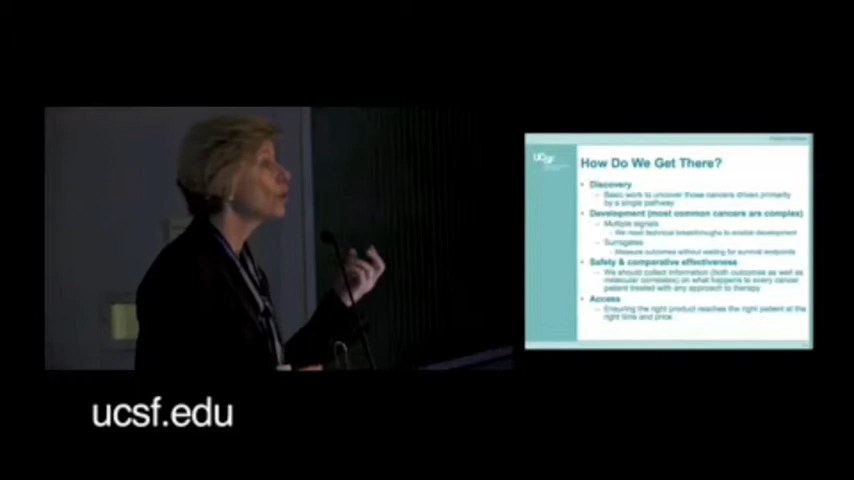 UCSF
How Do We Get There?
• Discovery
– Basic work to uncover those cancers driven primarily
by a single pathway
• Development (most common cancers are complex)
– Multiple signals
– We need technical breakthroughs to enable development
– Surrogates
– Measure outcomes without waiting for survival endpoints
• Safety & comparative effectiveness
– We should collect information (both outcomes as well as
molecular correlates) on what happens to every cancer
patient treated with any approach to therapy
• Access
– Ensuring the right product reaches the right patient at the
right time and price
ucsf.edu